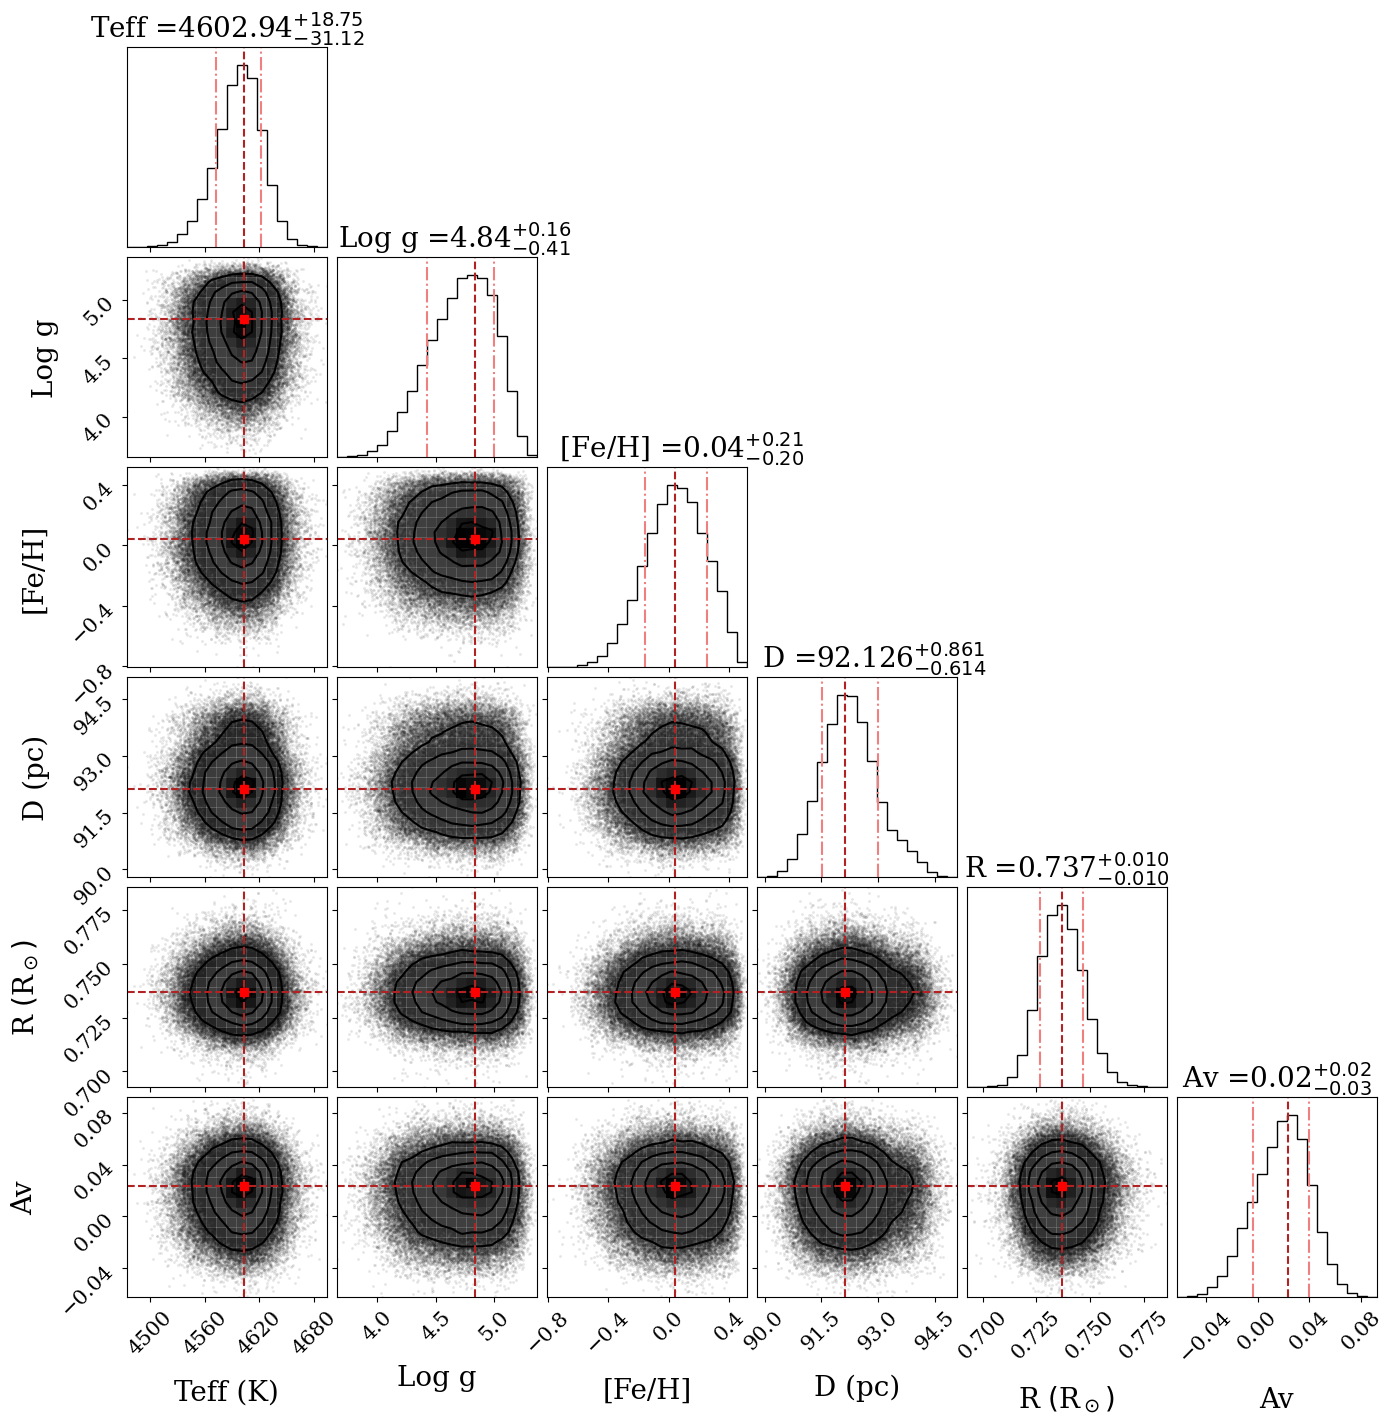 Teff =4602.94^{+18.75}_{-31.12}
Log g =4.84^{+0.16}_{-0.41}
5.0
4.5
4.0
Log g
[Fe/H] =0.04^{+0.21}_{-0.20}
0.4
0.0
−0.4
−0.8
[Fe/H]
D =92.126^{+0.861}_{-0.614}
94.5
93.0
91.5
90.0
D (pc)
R =0.737^{+0.010}_{-0.010}
0.775
0.750
0.725
0.700
R (R_⊙)
Av =0.02^{+0.02}_{-0.03}
0.08
0.04
0.00
−0.04
Av
4500 4560 4620 4680 4.0 4.5 5.0 −0.8 −0.4 0.0 0.4 90.0 91.5 93.0 94.5 0.700 0.725 0.750 0.775 −0.04 0.00 0.04 0.08
Teff (K) Log g [Fe/H] D (pc) R (R_⊙) Av